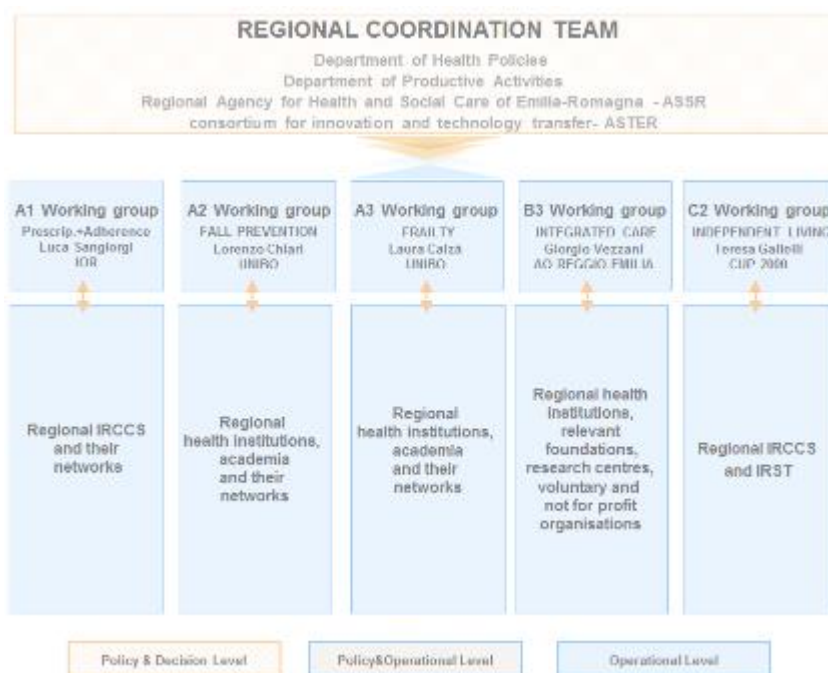 REGIONAL COORDINATION TEAM
Department of Health Policies
Department of Productive Activities
Regional Agency for Health and Social Care of Emilia-Romagna - ASSR
consortium for innovation and technology transfer- ASTER
A1 Working group
Prescrip.+Adherence
Luca Sangiorgi
IOR
A2 Working group
FALL PREVENTION
Lorenzo Chiari
UNIBO
A3 Working group
FRAILTY
Laura Calzà
UNIBO
B3 Working group
INTEGRATED CARE
Giorgio Vezzani
AO REGGIO EMILIA
C2 Working group
INDEPENDENT LIVING
Teresa Gallelli
CUP 2000
Regional IRCCS
and their
networks
Regional
health institutions,
academia
and their
networks
Regional
health institutions,
academia
and their
networks
Regional health
institutions,
relevant
foundations,
research centres,
voluntary and
not for profit
organisations
Regional IRCCS
and IRST
Policy & Decision Level
Policy&Operational Level
Operational Level